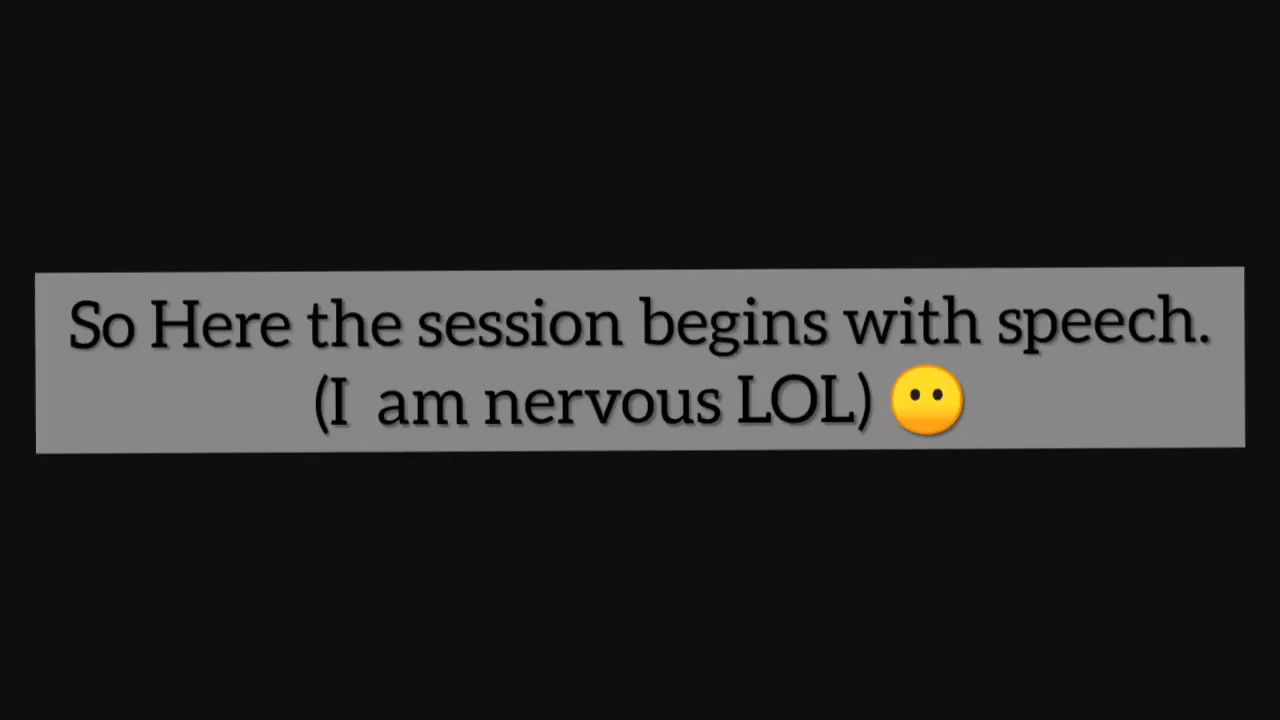 So Here the session begins with speech.
(I  am nervous LOL) 😶